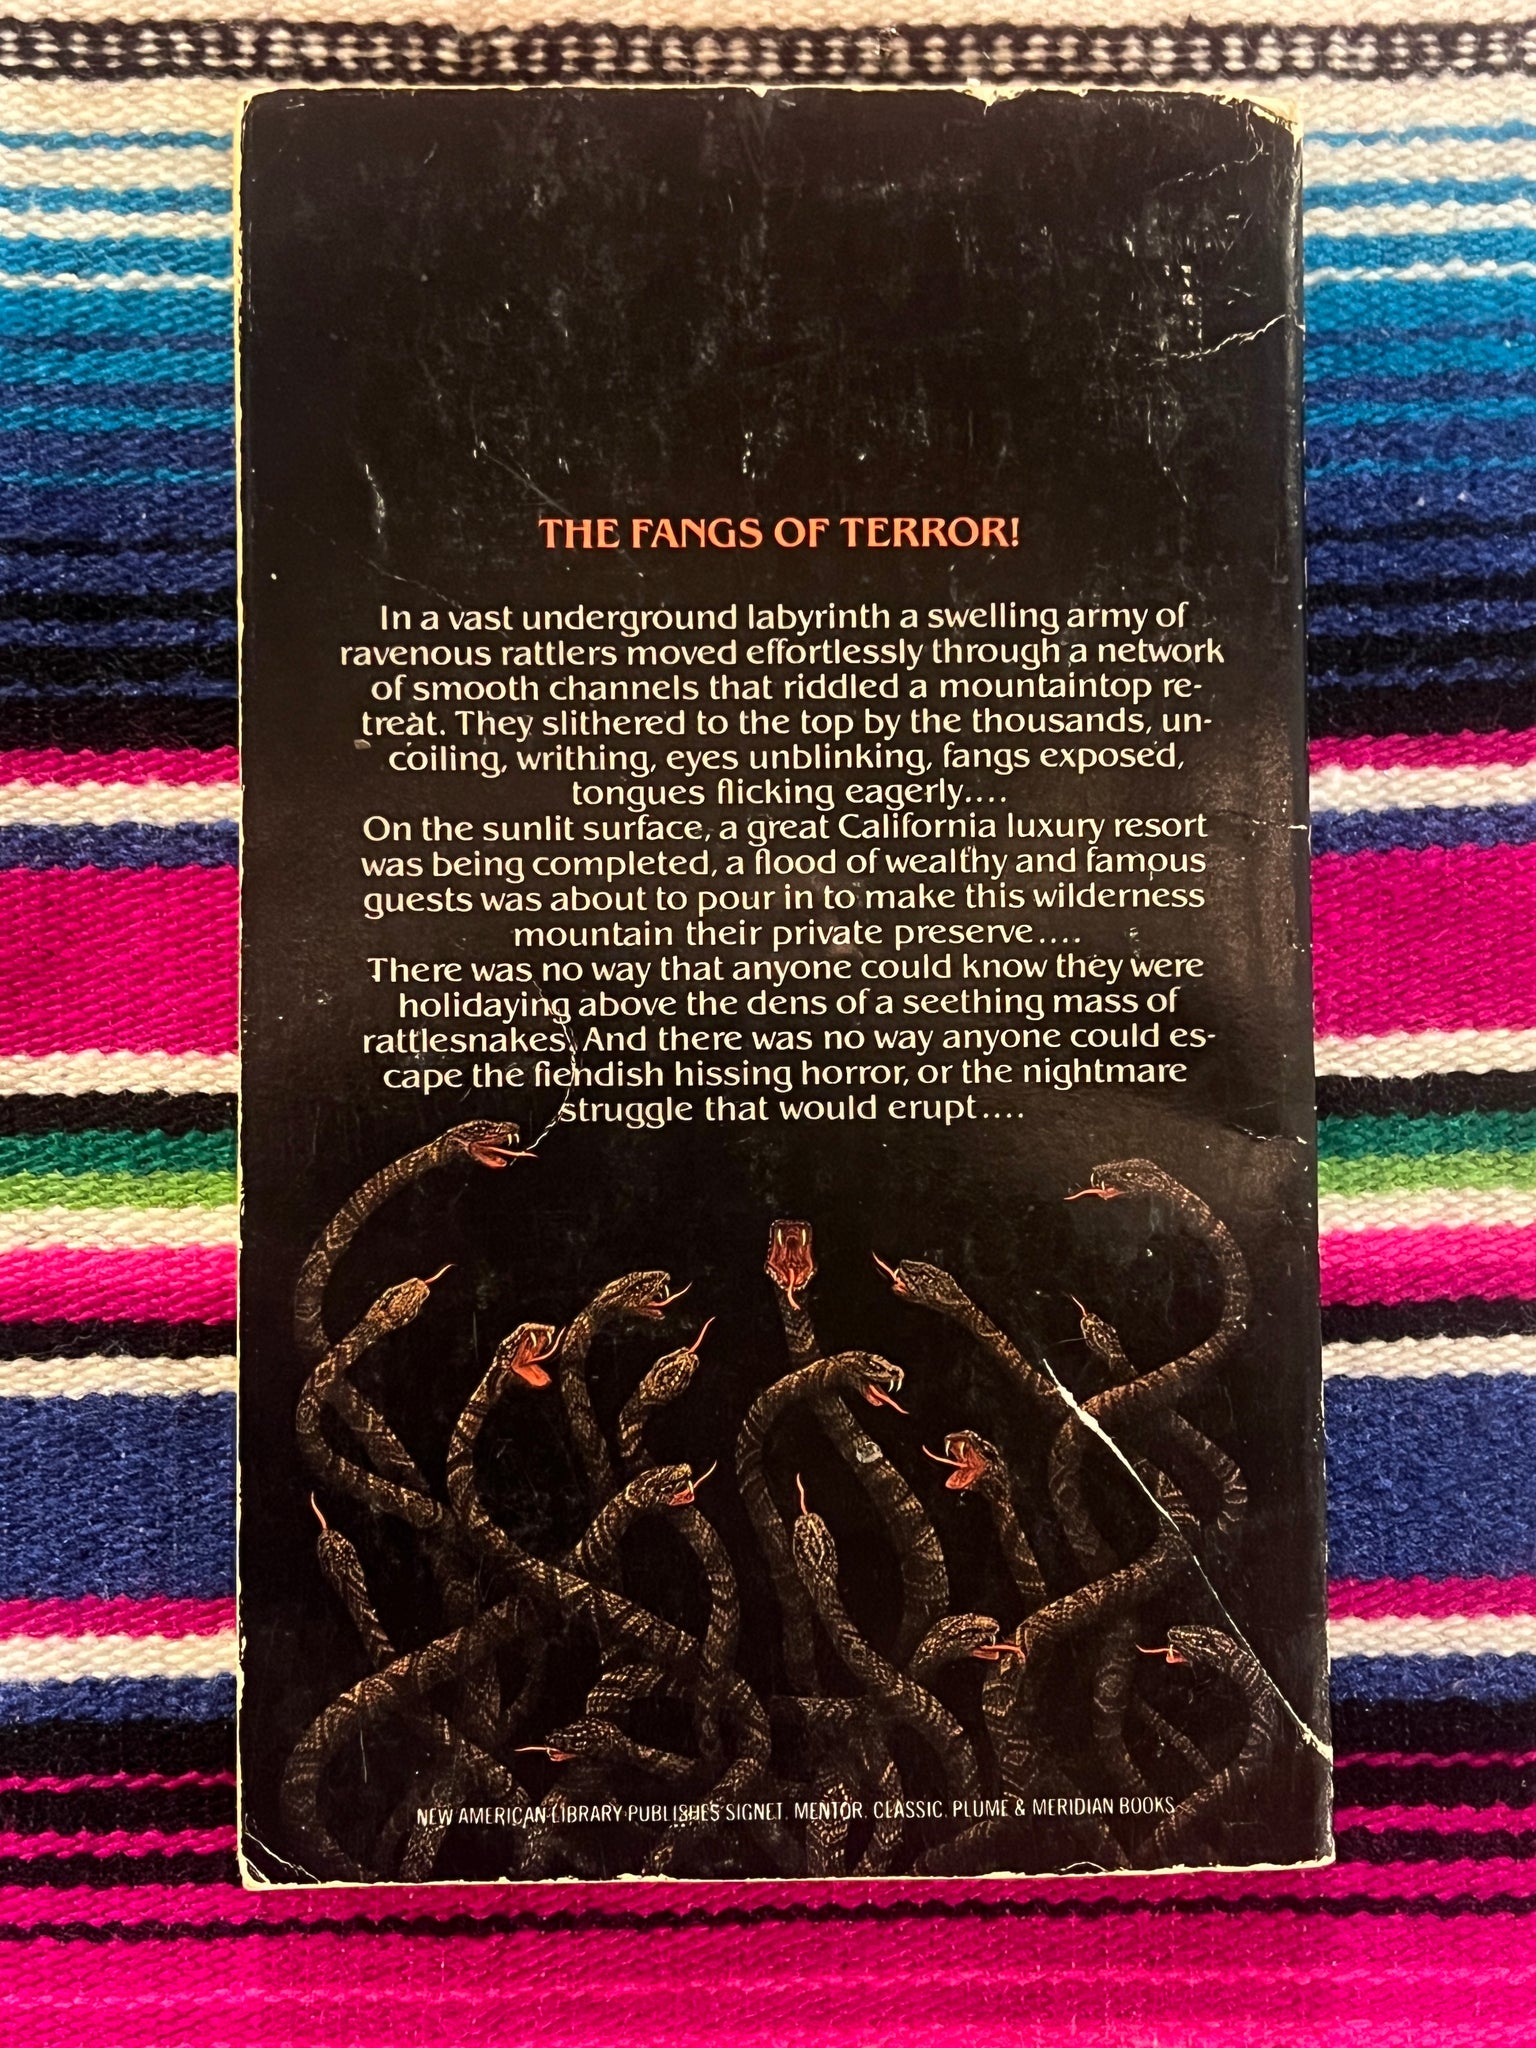 THE FANGS OF TERROR!
In a vast underground labyrinth a swelling army of
ravenous rattlers moved effortlessly through a network
of smooth channels that riddled a mountaintop re-
treat. They slithered to the top by the thousands, un-
coiling, writhing, eyes unblinking, fangs exposed,
tongues flicking eagerly....
On the sunlit surface, a great California luxury resort
was being completed, a flood of wealthy and famous
guests was about to pour in to make this wilderness
mountain their private preserve....
There was no way that anyone could know they were
holidaying above the dens of a seething mass of
rattlesnakes. And there was no way anyone could es-
cape the fiendish hissing horror, or the nightmare
struggle that would erupt....
NEW AMERICAN LIBRARY PUBLISHES SIGNET, MENTOR, CLASSIC, PLUME & MERIDIAN BOOKS